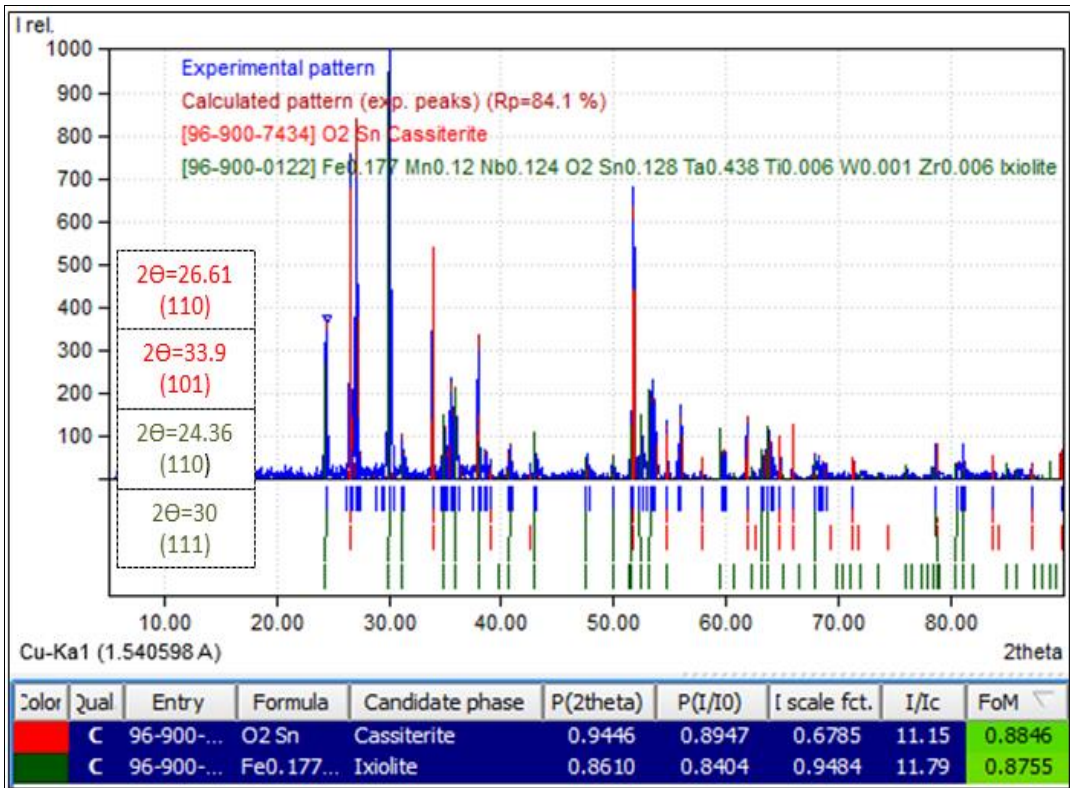 I rel.
1000
Experimental pattern
900
Calculated pattern (exp. peaks) (Rp=84.1 %)
800
[96-900-7434] O2 Sn Cassiterite
700
[96-900-0122] Fe0.177 Mn0.12 Nb0.124 O2 Sn0.128 Ta0.438 Ti0.006 W0.001 Zr0.006 Ixiolite
600
500
400
300
200
100
2Θ=26.61
(110)
2Θ=33.9
(101)
2Θ=24.36
(110)
2Θ=30
(111)
10.00 20.00 30.00 40.00 50.00 60.00 70.00 80.00
Cu-Ka1 (1.540598 A) 2theta
Color Qual Entry Formula Candidate phase P(2theta) P(I/I0) I scale fct. I/Ic FoM
C 96-900-... O2 Sn Cassiterite 0.9446 0.8947 0.6785 11.15 0.8846
C 96-900-... Fe0.177... Ixiolite 0.8610 0.8404 0.9484 11.79 0.8755